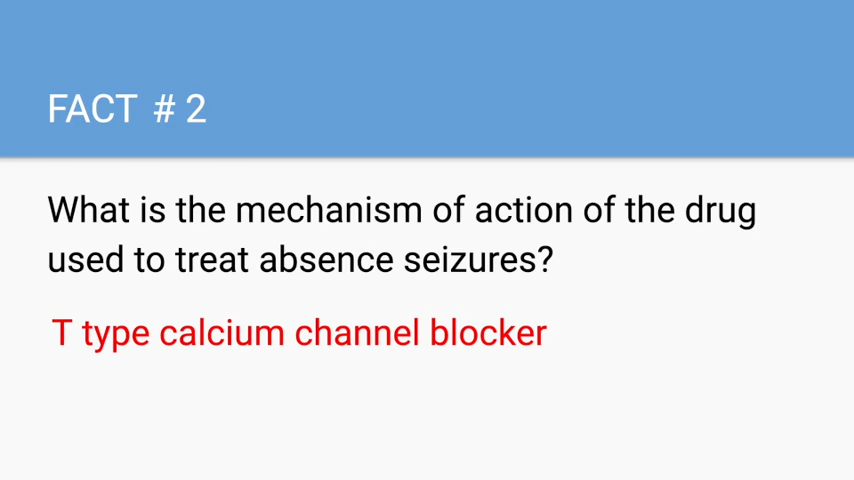 FACT # 2
What is the mechanism of action of the drug
used to treat absence seizures?
T type calcium channel blocker